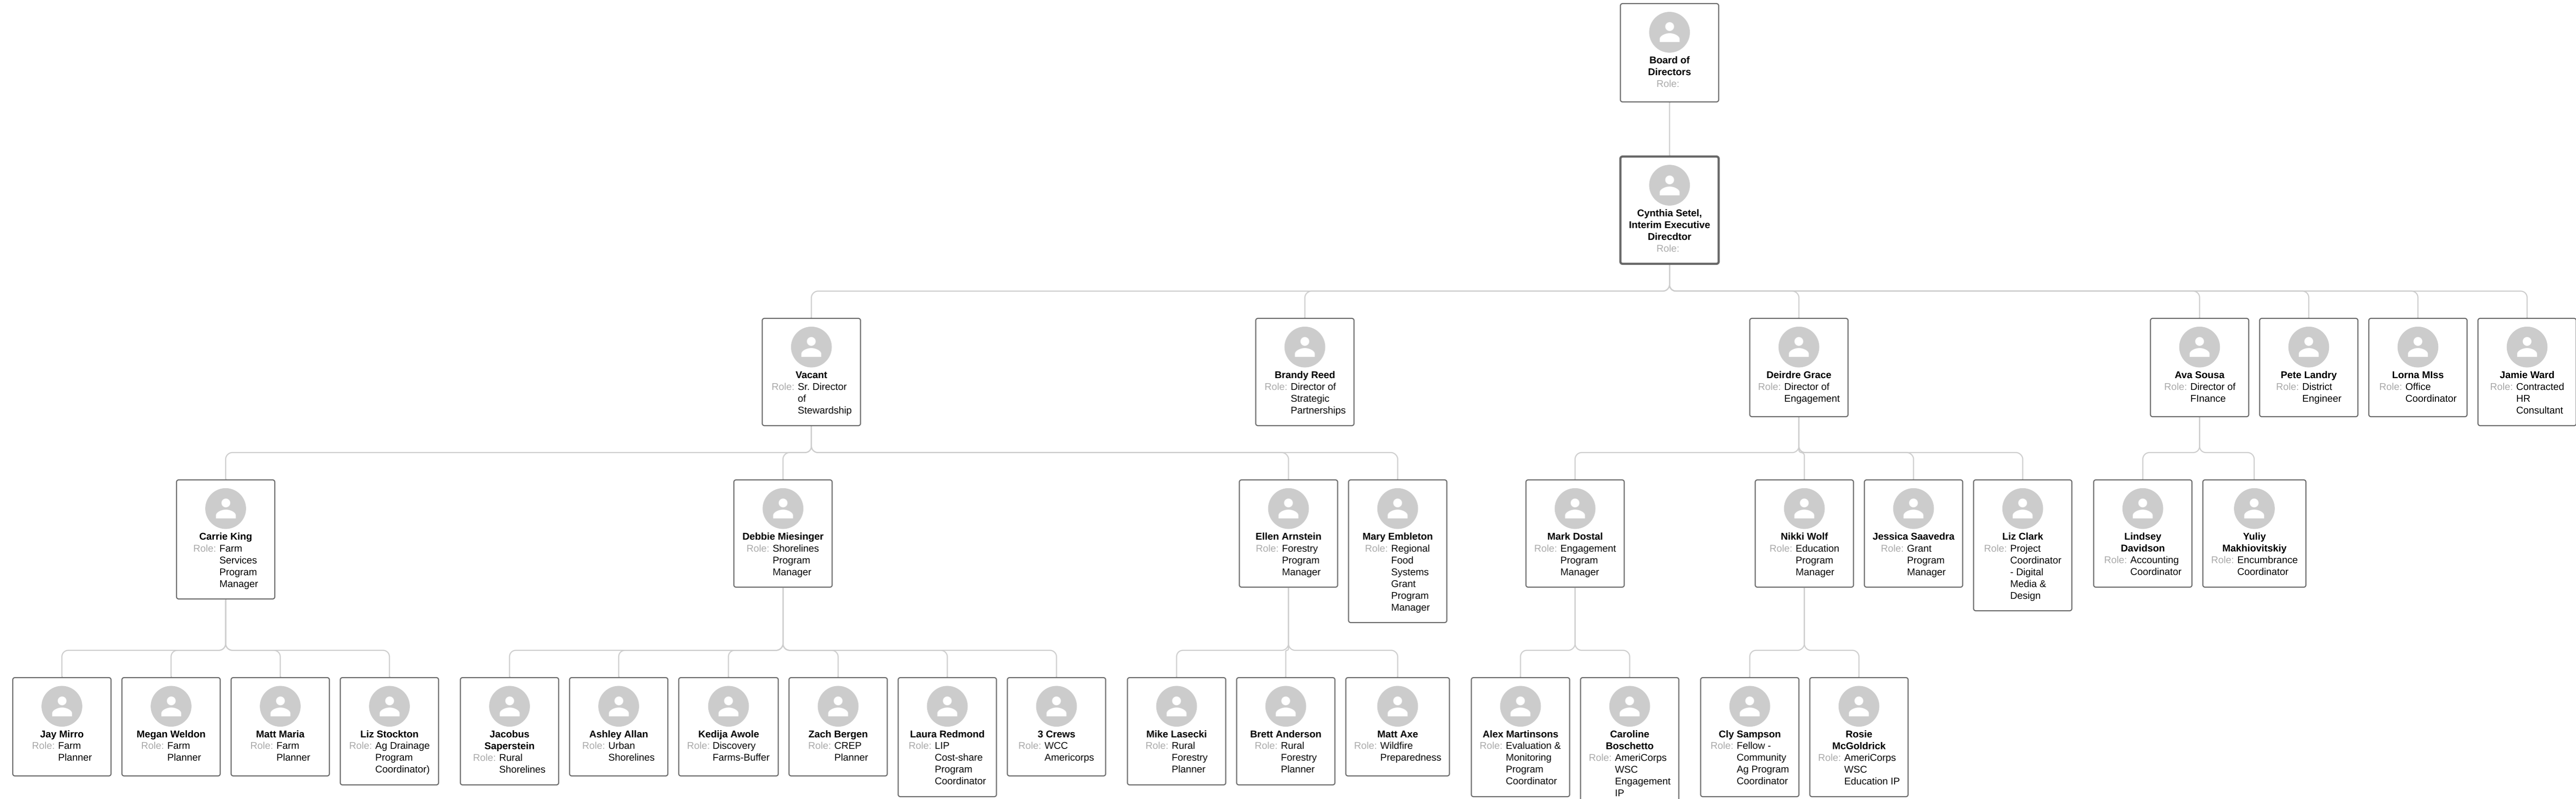 Board of
Directors
Role:
Cynthia Setel,
Interim Executive
Direcdtor
Role:
Vacant
Role: Sr. Director
of
Stewardship
Brandy Reed
Role: Director of
Strategic
Partnerships
Deirdre Grace
Role: Director of
Engagement
Ava Sousa
Role: Director of
FInance
Pete Landry
Role: District
Engineer
Lorna MIss
Role: Office
Coordinator
Jamie Ward
Role: Contracted
HR
Consultant
Carrie King
Role: Farm
Services
Program
Manager
Debbie Miesinger
Role: Shorelines
Program
Manager
Ellen Arnstein
Role: Forestry
Program
Manager
Mary Embleton
Role: Regional
Food
Systems
Grant
Program
Manager
Mark Dostal
Role: Engagement
Program
Manager
Nikki Wolf
Role: Education
Program
Manager
Jessica Saavedra
Role: Grant
Program
Manager
Liz Clark
Role: Project
Coordinator
- Digital
Media &
Design
Lindsey
Davidson
Role: Accounting
Coordinator
Yuliy
Makhiovitskiy
Role: Encumbrance
Coordinator
Jay Mirro
Role: Farm
Planner
Megan Weldon
Role: Farm
Planner
Matt Maria
Role: Farm
Planner
Liz Stockton
Role: Ag Drainage
Program
Coordinator)
Jacobus
Saperstein
Role: Rural
Shorelines
Ashley Allan
Role: Urban
Shorelines
Kedija Awole
Role: Discovery
Farms-Buffer
Zach Bergen
Role: CREP
Planner
Laura Redmond
Role: LIP
Cost-share
Program
Coordinator
3 Crews
Role: WCC
Americorps
Mike Lasecki
Role: Rural
Forestry
Planner
Brett Anderson
Role: Rural
Forestry
Planner
Matt Axe
Role: Wildfire
Preparedness
Alex Martinsons
Role: Evaluation &
Monitoring
Program
Coordinator
Caroline
Boschetto
Role: AmeriCorps
WSC
Engagement
IP
Cly Sampson
Role: Fellow -
Community
Ag Program
Coordinator
Rosie
McGoldrick
Role: AmeriCorps
WSC
Education IP